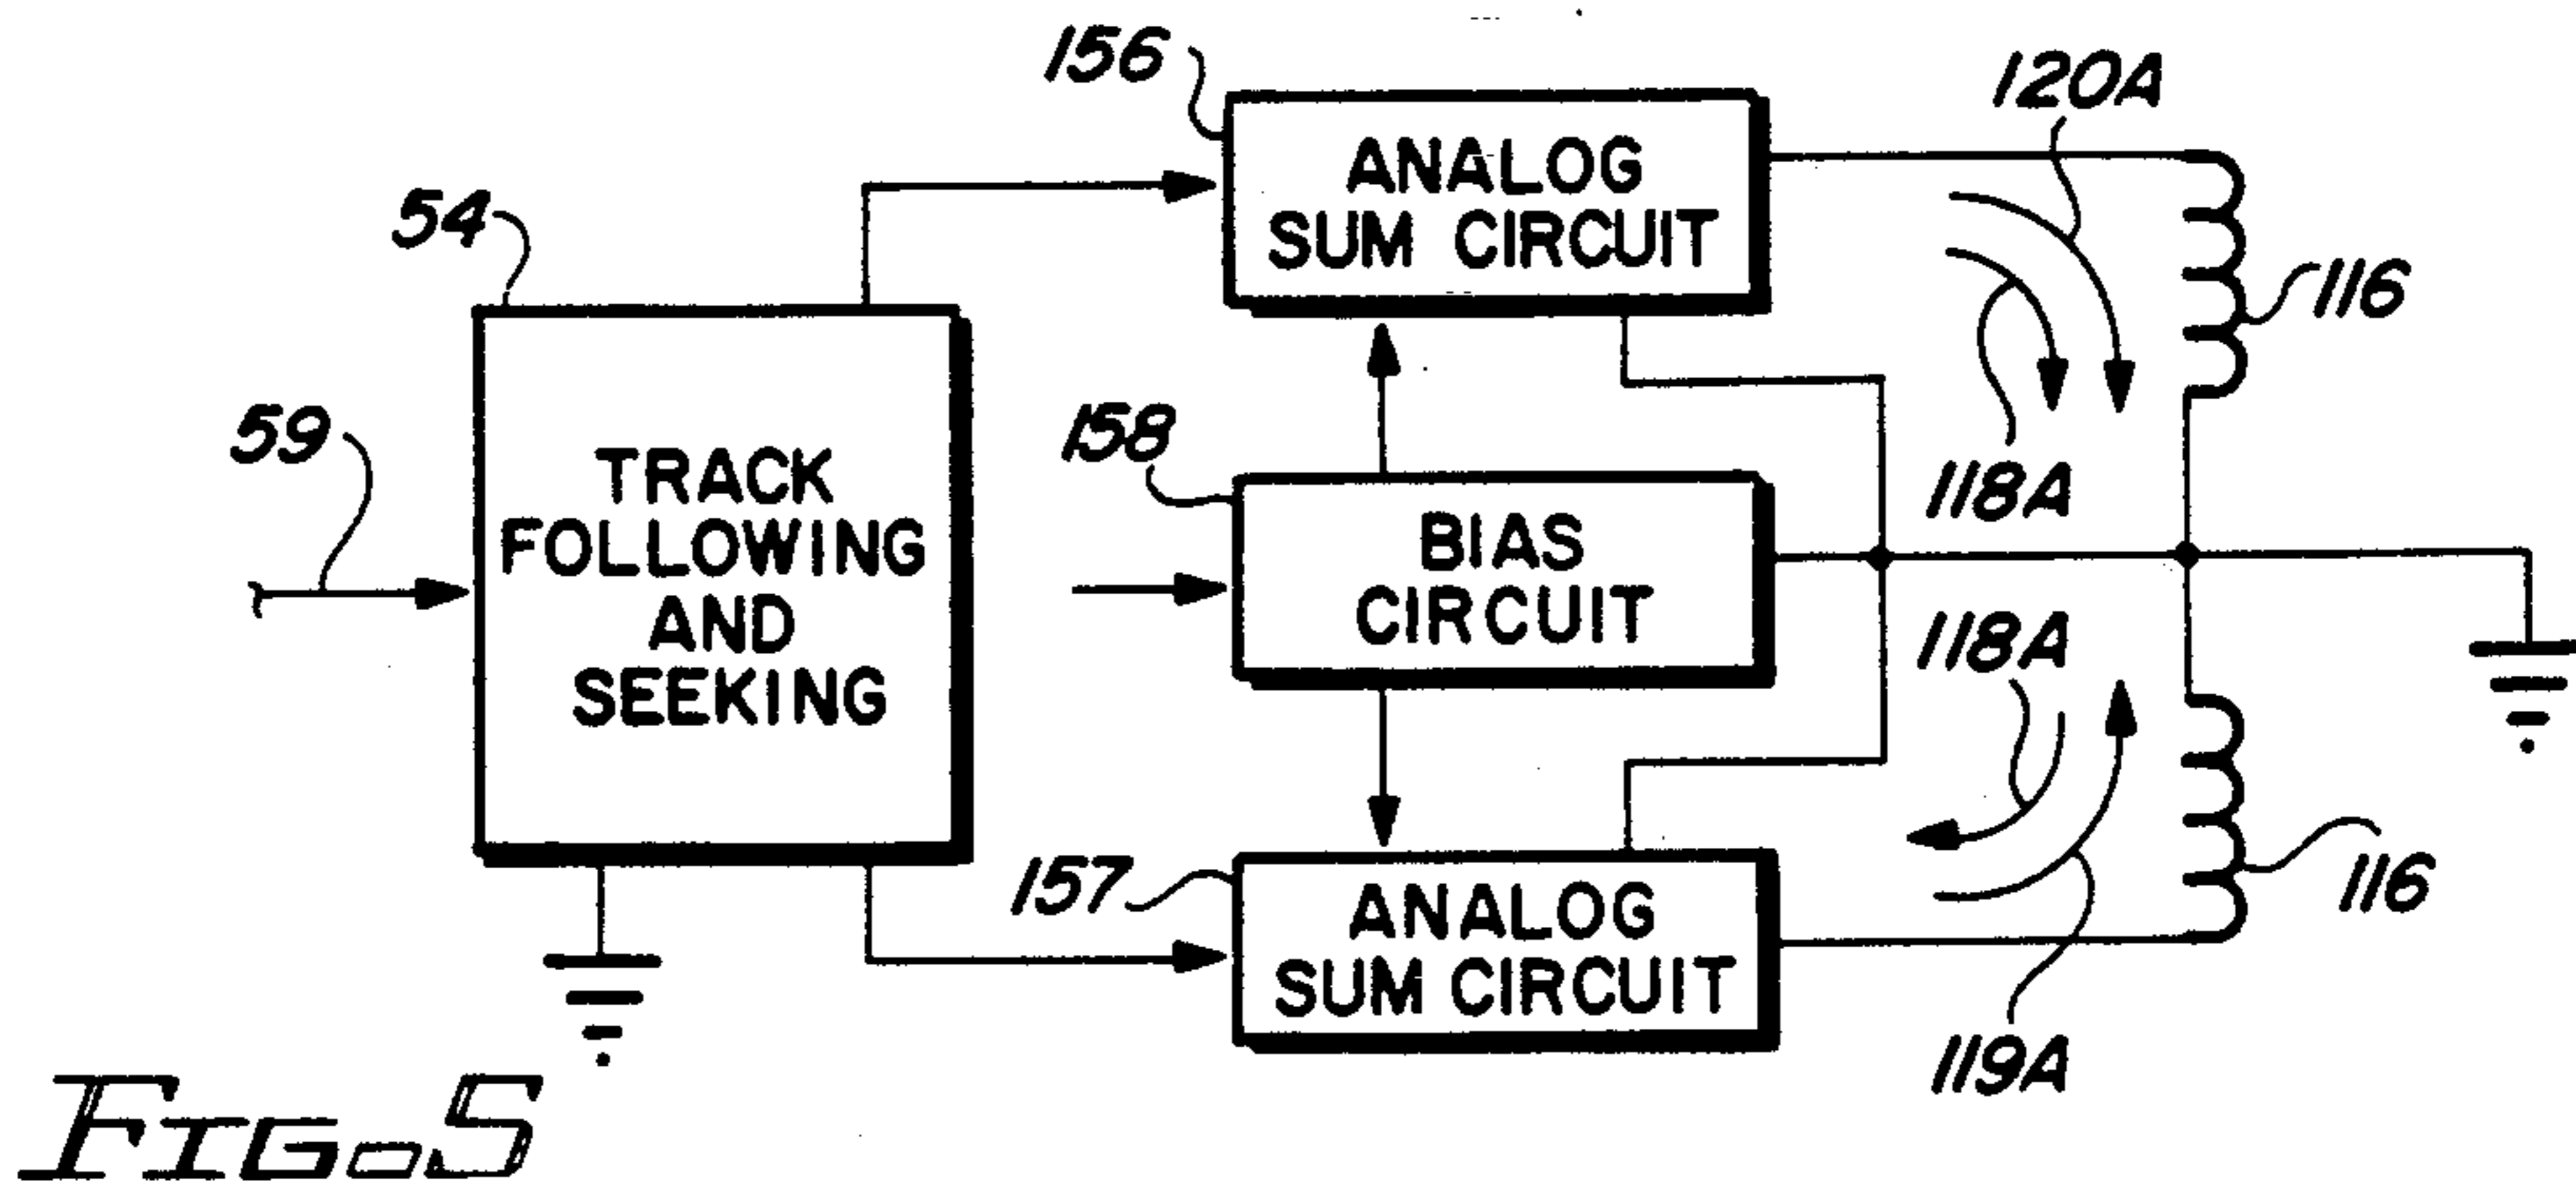 156
120A
ANALOG
SUM CIRCUIT
54
116
59
158
118A
TRACK
FOLLOWING
AND
SEEKING
BIAS
CIRCUIT
118A
157
ANALOG
SUM CIRCUIT
116
119A
FIG. 5